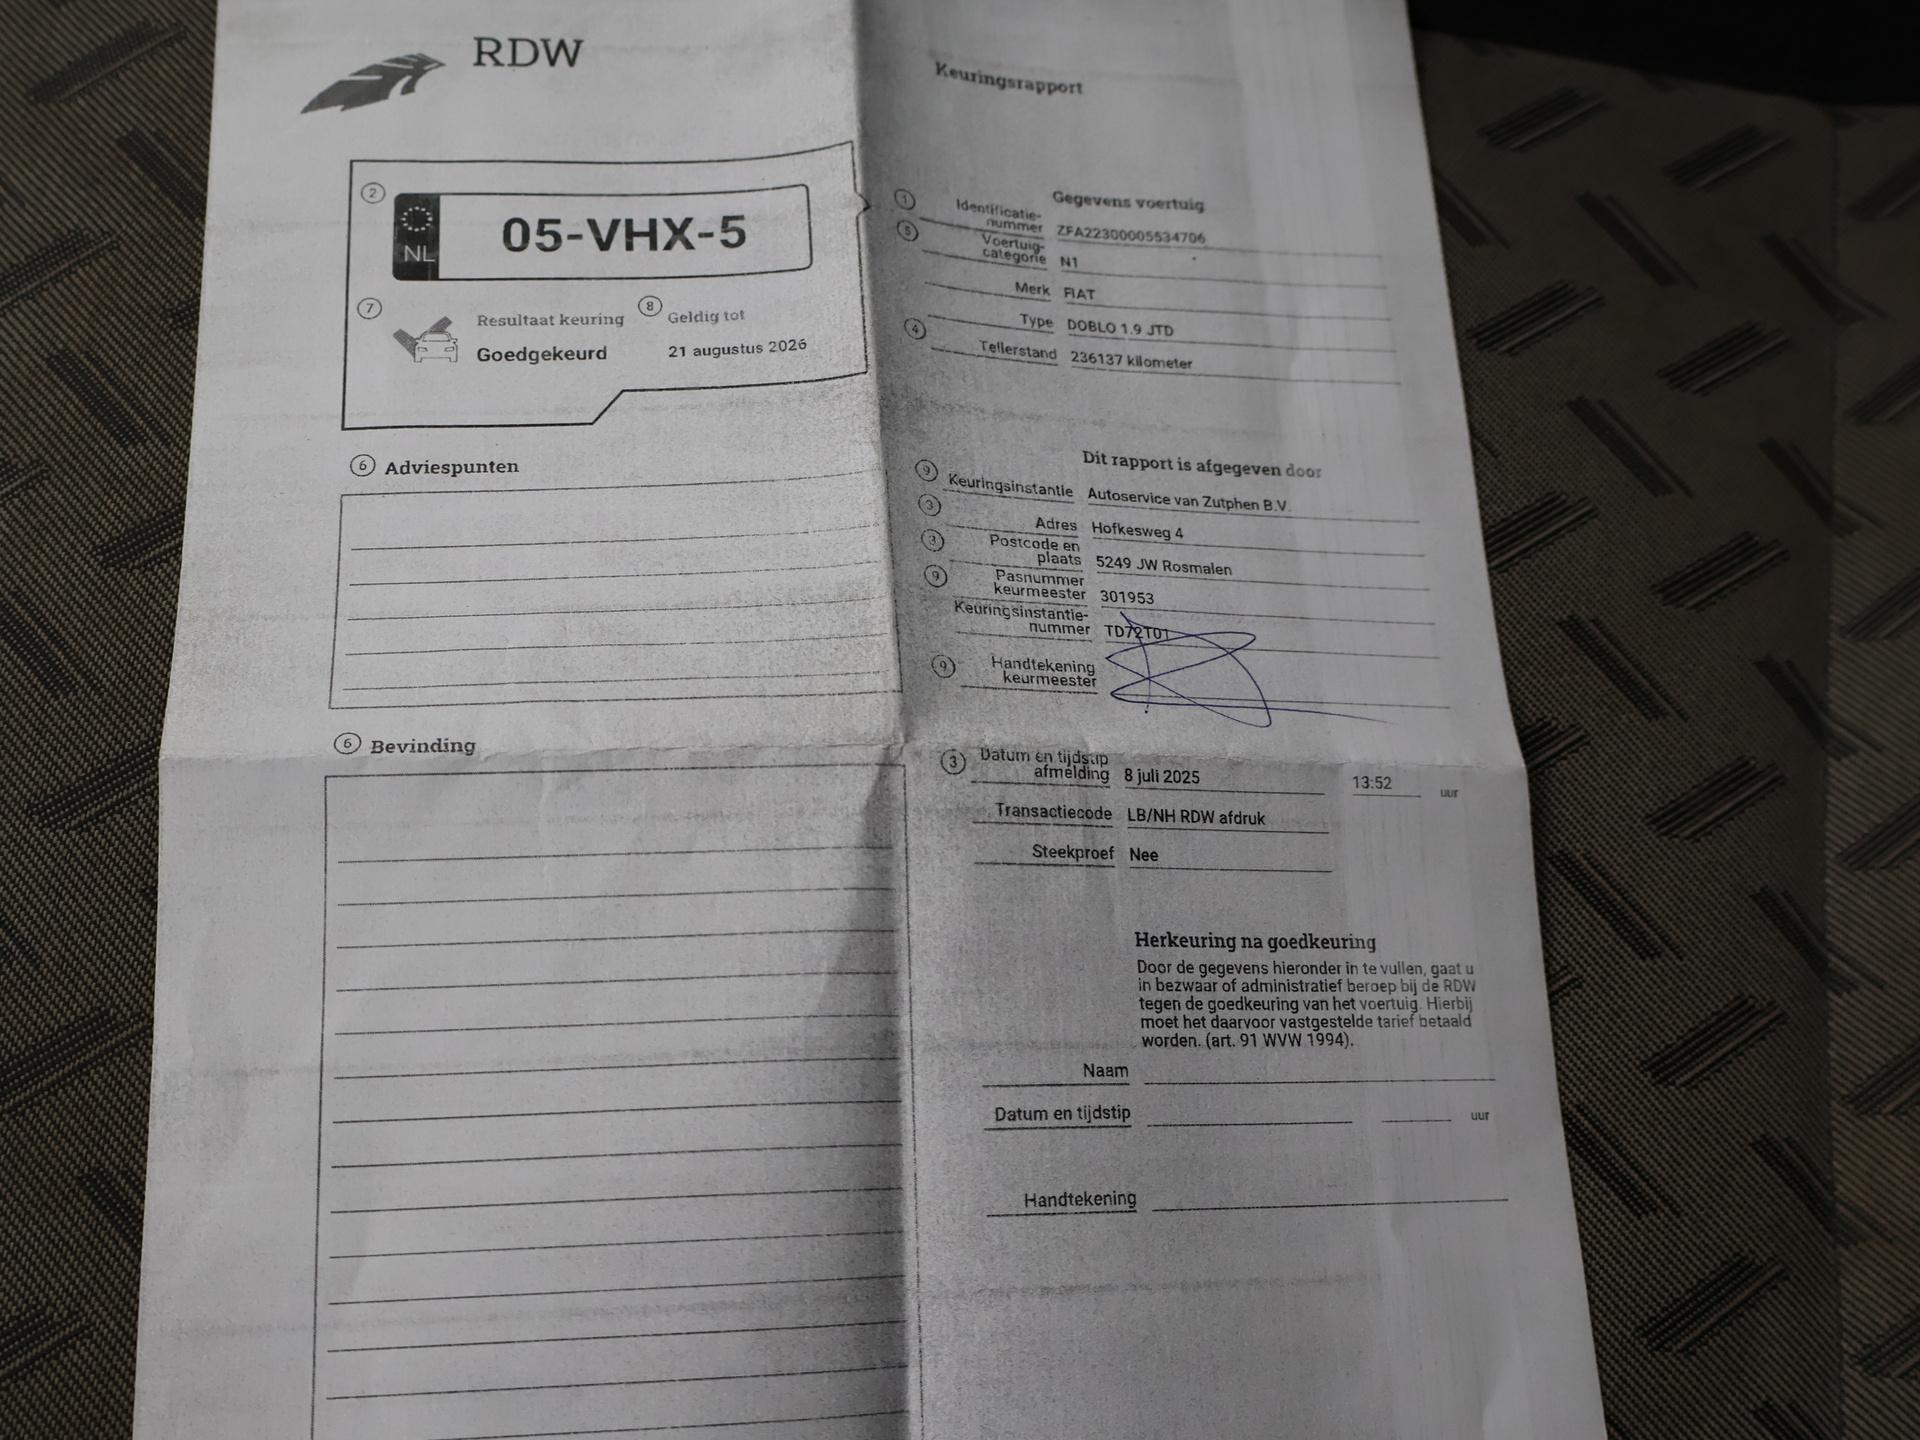 RDW
Keuringsrapport
2
NL
05-VHX-5
7
Resultaat keuring
Goedgekeurd
8
Geldig tot
21 augustus 2026
6 Adviespunten
6 Bevinding
Gegevens voertuig
1
Identificatie-
nummer ZFA22300005534706
5
Voertuig-
categorie N1
Merk FIAT
Type DOBLO 1.9 JTD
4
Tellerstand 236137 kilometer
Dit rapport is afgegeven door
9 Keuringsinstantie Autoservice van Zutphen B.V.
3 Adres Hofkesweg 4
3 Postcode en
plaats 5249 JW Rosmalen
9 Pasnummer
keurmeester 301953
Keuringsinstantie-
nummer TD72T01
9 Handtekening
keurmeester
3 Datum en tijdstip
afmelding 8 juli 2025 13:52 uur
Transactiecode LB/NH RDW afdruk
Steekproef Nee
Herkeuring na goedkeuring
Door de gegevens hieronder in te vullen, gaat u
in bezwaar of administratief beroep bij de RDW
tegen de goedkeuring van het voertuig. Hierbij
moet het daarvoor vastgestelde tarief betaald
worden. (art. 91 WVW 1994).
Naam
Datum en tijdstip uur
Handtekening